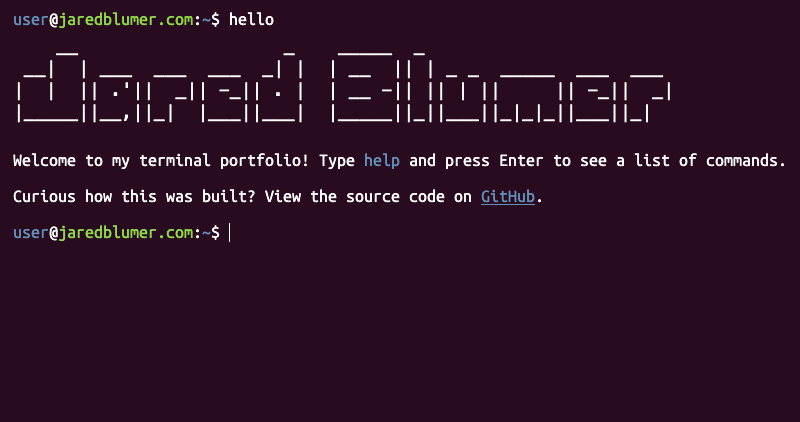 user@jaredblumer.com:~$ hello
Jared Blumer
Welcome to my terminal portfolio! Type help and press Enter to see a list of commands.
Curious how this was built? View the source code on GitHub.
user@jaredblumer.com:~$